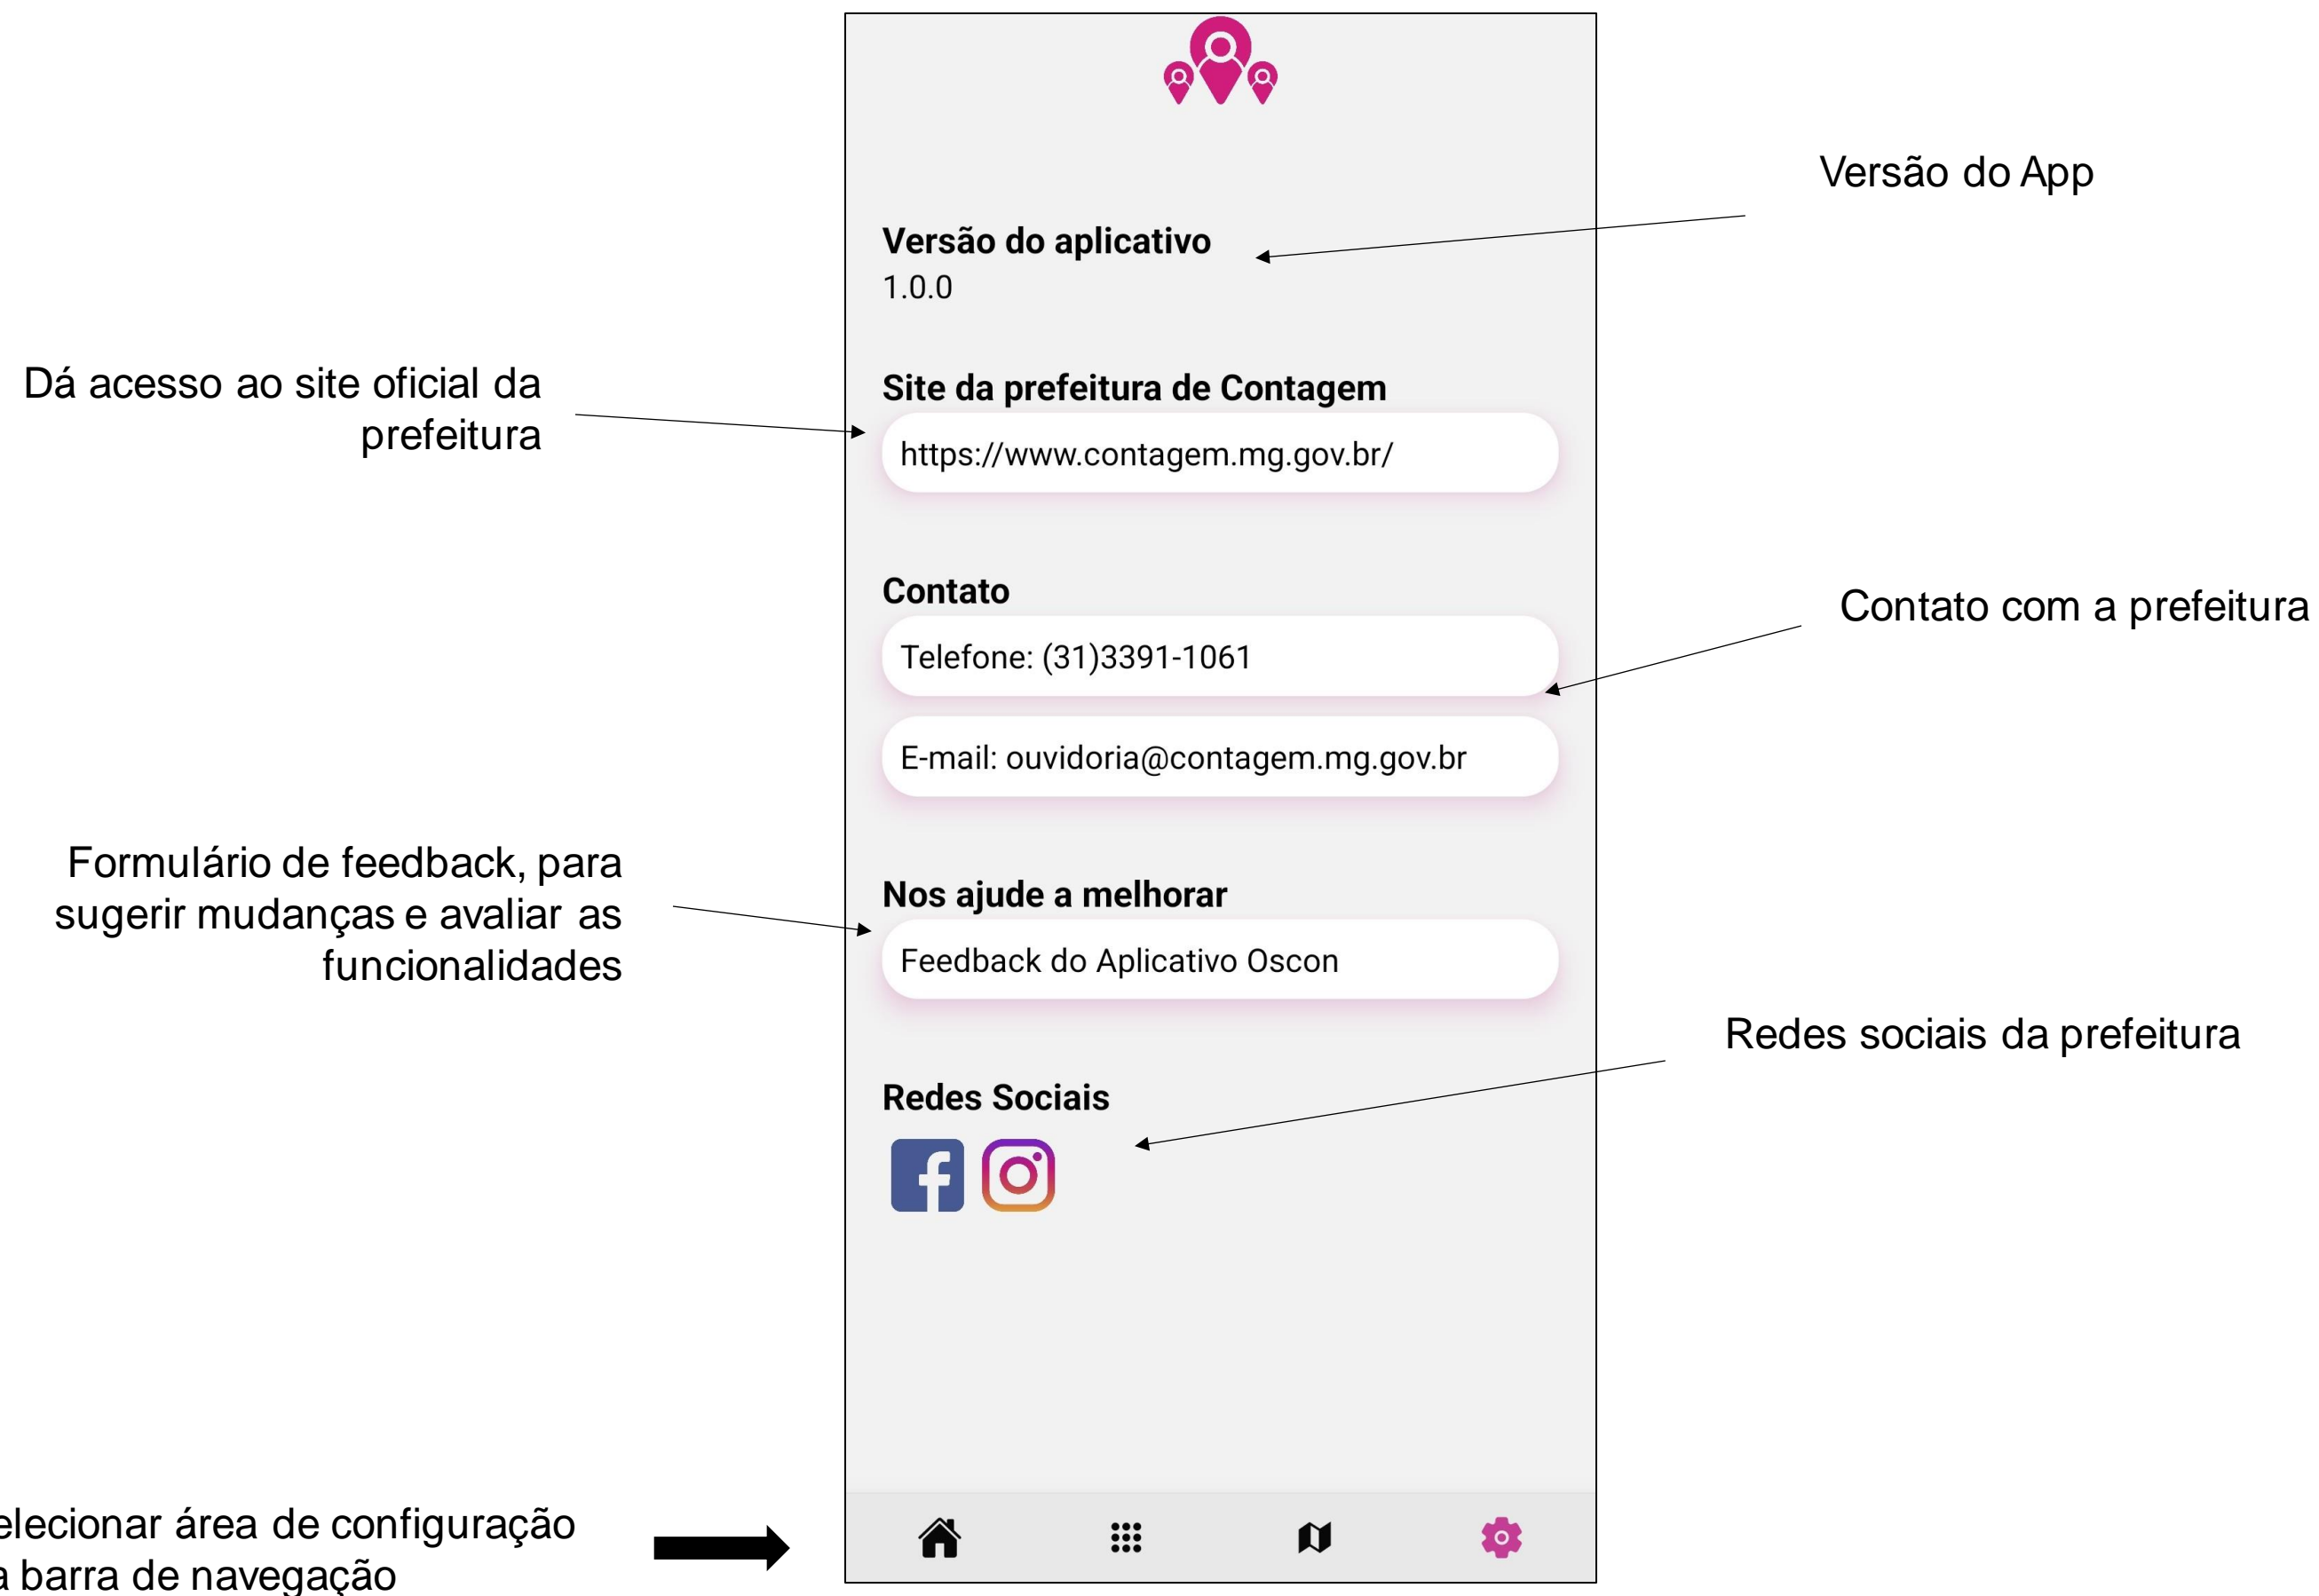 Versão do App
Versão do aplicativo
1.0.0
Dá acesso ao site oficial da
prefeitura
Site da prefeitura de Contagem
https://www.contagem.mg.gov.br/
Contato
Contato com a prefeitura
Telefone: (31)3391-1061
E-mail: ouvidoria@contagem.mg.gov.br
Formulário de feedback, para
sugerir mudanças e avaliar as
funcionalidades
Nos ajude a melhorar
Feedback do Aplicativo Oscon
Redes sociais da prefeitura
Redes Sociais
elecionar área de configuração
a barra de navegação